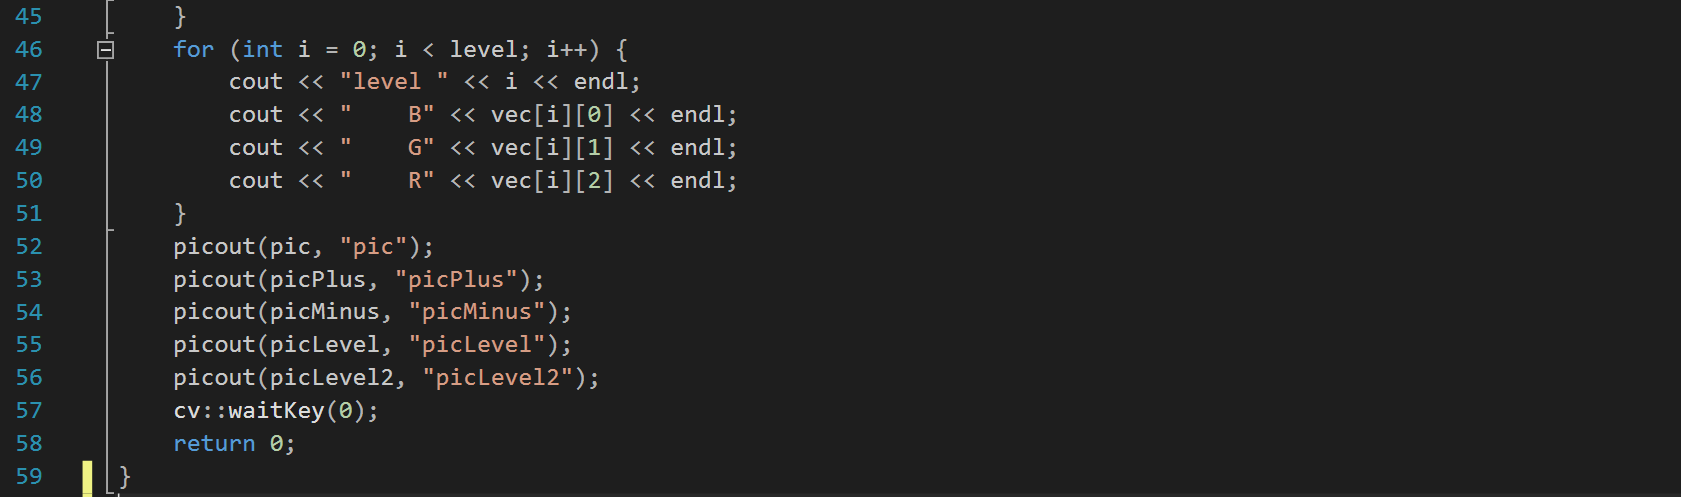 45 }
46 for (int i = 0; i < level; i++) {
47 cout << "level " << i << endl;
48 cout << "    B" << vec[i][0] << endl;
49 cout << "    G" << vec[i][1] << endl;
50 cout << "    R" << vec[i][2] << endl;
51 }
52 picout(pic, "pic");
53 picout(picPlus, "picPlus");
54 picout(picMinus, "picMinus");
55 picout(picLevel, "picLevel");
56 picout(picLevel2, "picLevel2");
57 cv::waitKey(0);
58 return 0;
59 }